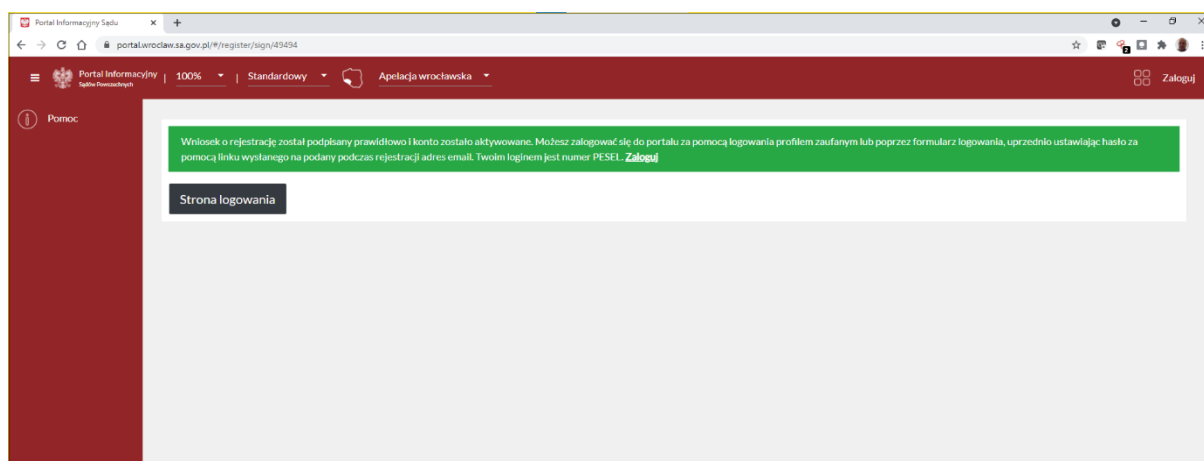 Portal Informacyjny Sądu
portal.wroclaw.sa.gov.pl/#/register/sign/49494
2
Portal Informacyjny
Sądów Powszechnych
100%
Standardowy
Apelacja wrocławska
Zaloguj
Pomoc
Wniosek o rejestrację został podpisany prawidłowo i konto zostało aktywowane. Możesz zalogować się do portalu za pomocą logowania profilem zaufanym lub poprzez formularz logowania, uprzednio ustawiając hasło za
pomocą linku wysłanego na podany podczas rejestracji adres email. Twoim loginem jest numer PESEL. Zaloguj
Strona logowania